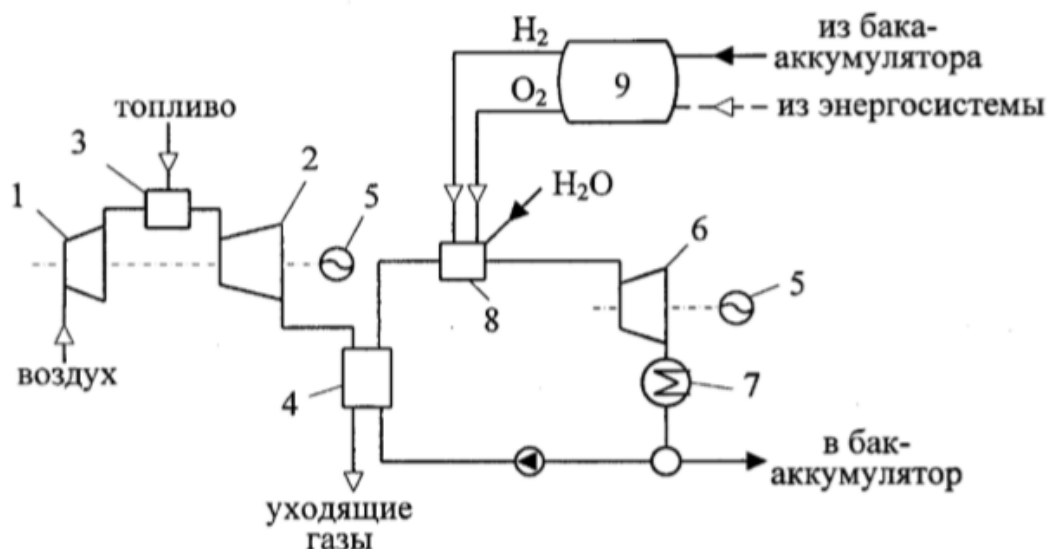 H₂
из бака-
аккумулятора
9
O₂
из энергосистемы
топливо
3
2
1
5
H₂O
6
8
5
воздух
4
7
в бак-
аккумулятор
уходящие
газы